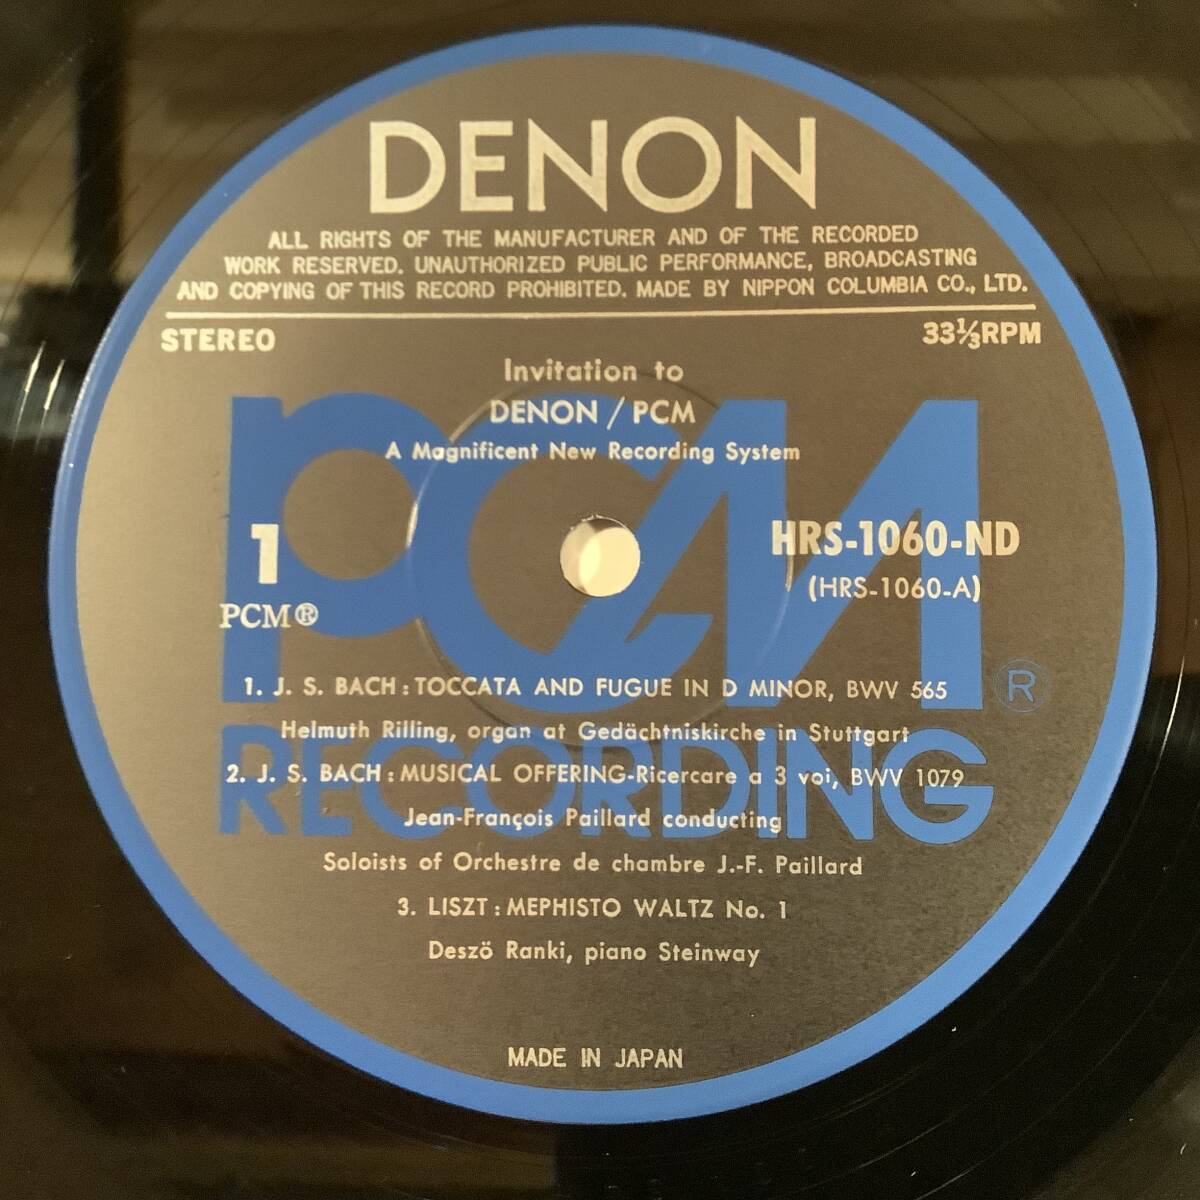 DENON
ALL RIGHTS OF THE MANUFACTURER AND OF THE RECORDED
WORK RESERVED. UNAUTHORIZED PUBLIC PERFORMANCE, BROADCASTING
AND COPYING OF THIS RECORD PROHIBITED. MADE BY NIPPON COLUMBIA CO., LTD.
STEREO
33⅓RPM
Invitation to
DENON / PCM
A Magnificent New Recording System
PCM
RECORDING
®
1
PCM®
HRS-1060-ND
(HRS-1060-A)
1. J. S. BACH : TOCCATA AND FUGUE IN D MINOR, BWV 565
Helmuth Rilling, organ at Gedächtniskirche in Stuttgart
2. J. S. BACH : MUSICAL OFFERING-Ricercare a 3 voi, BWV 1079
Jean-François Paillard conducting
Soloists of Orchestre de chambre J.-F. Paillard
3. LISZT : MEPHISTO WALTZ No. 1
Deszö Ranki, piano Steinway
MADE IN JAPAN